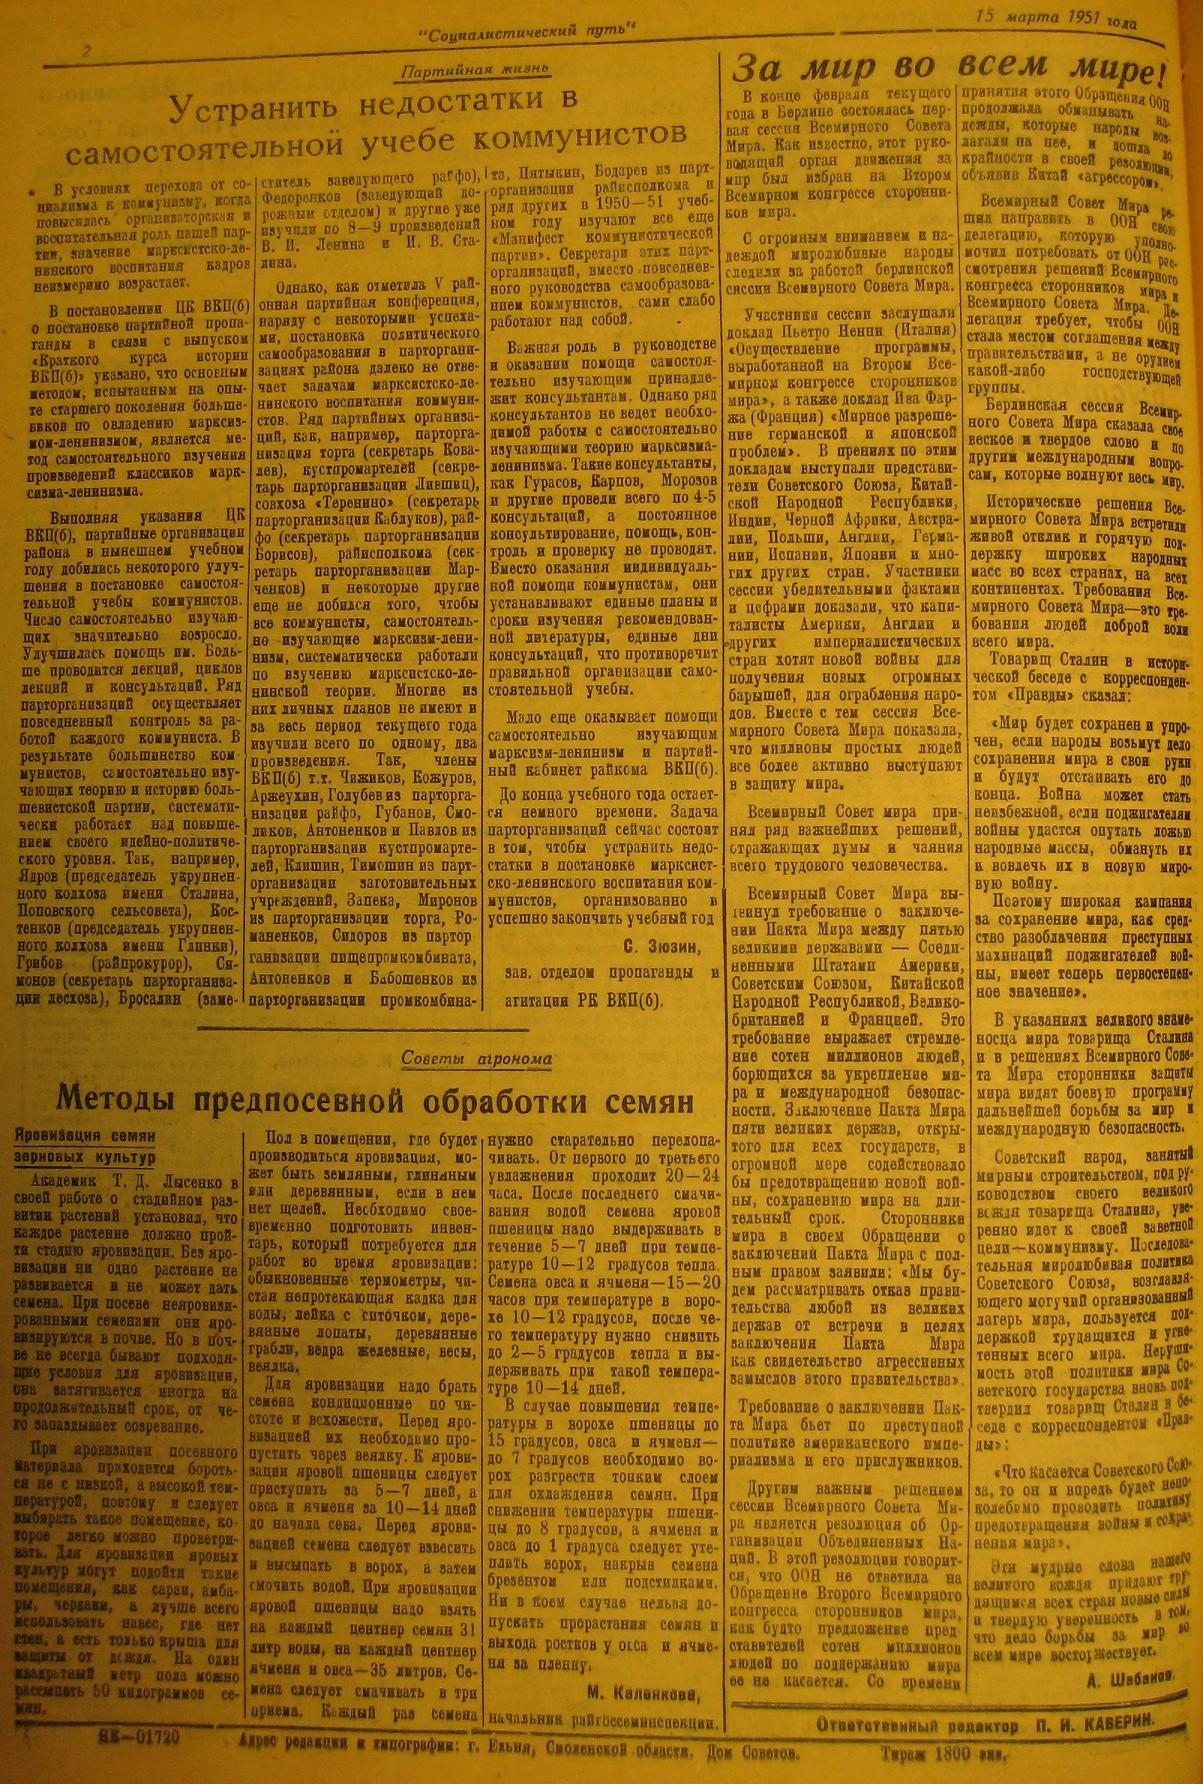 2
"Социалистический путь"
15 марта 1951 года
Партийная жизнь
Устранить недостатки в
самостоятельной учебе коммунистов
В условиях перехода от со-
циализма к коммунизму, когда
повысилась организаторская и
воспитательная роль нашей пар-
тии, значение марксистско-ле-
нинского воспитания кадров
неизмеримо возрастает.
В постановлении ЦК ВКП(б)
о постановке партийной пропа-
ганды в связи с выпуском
«Краткого курса истории
ВКП(б)» указано, что основным
методом, испытанным на опы-
те старшего поколения больше-
виков по овладению марксиз-
мом-ленинизмом, является ме-
тод самостоятельного изучения
произведений классиков марк-
сизма-ленинизма.
Выполняя указания ЦК
ВКП(б), партийные организации
района в нынешнем учебном
году добились некоторого улуч-
шения в постановке самостоя-
тельной учебы коммунистов.
Число самостоятельно изучаю-
щих значительно возросло.
Улучшилась помощь им. Боль-
ше проводится лекций, циклов
лекций и консультаций. Ряд
парторганизаций осуществляет
повседневный контроль за ра-
ботой каждого коммуниста. В
результате большинство ком-
мунистов, самостоятельно изу-
чающих теорию и историю боль-
шевистской партии, системати-
чески работает над повыше-
нием своего идейно-политиче-
ского уровня. Так, например,
Ядров (председатель укрупнен-
ного колхоза имени Сталина,
Поповского сельсовета), Кос-
тенков (председатель укрупнен-
ного колхоза имени Глинки),
Грибов (райпрокурор), Си-
монов (секретарь парторганиза-
ции лесхоза), Бросалин (заме-
ститель заведующего райфо),
Федоренков (заведующий до-
рожным отделом) и другие уже
изучили по 8—9 произведений
В. И. Ленина и И. В. Ста-
лина.
Однако, как отметила V рай-
онная партийная конференция,
наряду с некоторыми успеха-
ми, постановка политического
самообразования в парторгани-
зациях района далеко не отве-
чает задачам марксистско-ле-
нинского воспитания коммуни-
стов. Ряд партийных организа-
ций, как, например, парторга-
низация торга (секретарь Кова-
лев), кустпромартелей (секре-
тарь парторганизации Лившиц),
совхоза «Теренино» (секретарь
парторганизации Каблуков), рай-
фо (секретарь парторганизации
Борисов), райисполкома (сек-
ретарь парторганизации Мар-
ченков) и некоторые другие
еще не добился того, чтобы
все коммунисты, самостоятель-
но изучающие марксизм-лени-
низм, систематически работали
по изучению марксистско-ле-
нинской теории. Многие из
них личных планов не имеют и
за весь период текущего года
изучили всего по одному, два
произведения. Так, члены
ВКП(б) т.т. Чижиков, Кожуров,
Аржеухин, Голубев из парторга-
низации райфо, Губанов, Смо-
ляков, Антоненков и Павлов из
парторганизации кустпромарте-
лей, Клишин, Тимошин из парт-
организации заготовительных
учреждений, Запека, Миронов
из парторганизации торга, Ро-
маненков, Сидоров из партор
ганизации пищепромкомбината,
Антоненков и Бабошенков из
парторганизации промкомбина-
та, Пятыкин, Бодарев из парт-
организации райисполкома и
ряд других в 1950—51 учеб-
ном году изучают все еще
«Манифест коммунистической
партии». Секретари этих парт-
организаций, вместо повседнев-
ного руководства самообразова-
нием коммунистов, сами слабо
работают над собой.
Важная роль в руководстве
и оказании помощи самостоя-
тельно изучающим принадле-
жит консультантам. Однако ряд
консультантов не ведет необхо-
димой работы с самостоятельно
изучающими теорию марксизма-
ленинизма. Такие консультанты,
как Гурасов, Карпов, Морозов
и другие провели всего по 4-5
консультаций, а постоянное
консультирование, помощь, кон-
троль и проверку не проводят.
Вместо оказания индивидуаль-
ной помощи коммунистам, они
устанавливают единые планы и
сроки изучения рекомендован-
ной литературы, единые дни
консультаций, что противоречит
правильной организации само-
стоятельной учебы.
Мало еще оказывает помощи
самостоятельно изучающим
марксизм-ленинизм и партий-
ный кабинет райкома ВКП(б).
До конца учебного года остает-
ся немного времени. Задача
парторганизаций сейчас состоит
в том, чтобы устранить недо-
статки в постановке марксист-
ско-ленинского воспитания ком-
мунистов, организованно и
успешно закончить учебный год
С. Зюзин,
зав. отделом пропаганды и
агитации РК ВКП(б).
Советы агронома
Методы предпосевной обработки семян
Яровизация семян
зерновых культур
Академик Т. Д. Лысенко в
своей работе о стадийном раз-
витии растений установил, что
каждое растение должно прой-
ти стадию яровизации. Без яро-
визации ни одно растение не
развивается и не может дать
семена. При посеве неяровизи-
рованными семенами они яро-
визируются в почве. Но в поч-
ве не всегда бывают подходя-
щие условия для яровизации,
она затягивается иногда на
продолжительный срок, от че-
го запаздывает созревание.
При яровизации посевного
материала приходится бороть-
ся не с низкой, а высокой тем-
пературой, поэтому и следует
выбирать такое помещение, ко-
торое легко можно проветри-
вать. Для яровизации яровых
культур могут подойти такие
помещения, как сараи, амба-
ры, чердаки, а лучше всего
использовать навес, где нет
стен, а есть только крыша для
защиты от дождя. На один
квадратный метр пола можно
рассыпать 50 килограммов се-
мян.
Пол в помещении, где будет
производиться яровизация, мо-
жет быть земляным, глиняным
или деревянным, если в нем
нет щелей. Необходимо свое-
временно подготовить инвен-
тарь, который потребуется для
работ во время яровизации:
обыкновенные термометры, чи-
стая непротекающая кадка для
воды, лейка с ситочком, дере-
вянные лопаты, деревянные
грабли, ведра железные, весы,
веялка.
Для яровизации надо брать
семена кондиционные по чи-
стоте и всхожести. Перед яро-
визацией их необходимо про-
пустить через веялку. К ярови-
зации яровой пшеницы следует
приступать за 5—7 дней, а
овса и ячменя за 10—14 дней
до начала сева. Перед ярови-
зацией семена следует взвесить
и высыпать в ворох, а затем
смочить водой. При яровизации
яровой пшеницы надо взять
на каждый центнер семян 31
литр воды, на каждый центнер
ячменя и овса—35 литров. Се-
мена следует смачивать в три
приема. Каждый раз семена
нужно старательно перелопа-
чивать. От первого до третьего
увлажнения проходит 20—24
часа. После последнего смачи-
вания водой семена яровой
пшеницы надо выдерживать в
течение 5—7 дней при темпе-
ратуре 10—12 градусов тепла.
Семена овса и ячменя—15—20
часов при температуре в воро-
хе 10—12 градусов, после че-
го температуру нужно снизить
до 2—5 градусов тепла и вы-
держивать при такой темпера-
туре 10—14 дней.
В случае повышения темпе-
ратуры в ворохе пшеницы до
15 градусов, овса и ячменя—
до 7 градусов необходимо во-
рох разгрести тонким слоем
для охлаждения семян. При
снижении температуры пшени-
цы до 8 градусов, а ячменя и
овса до 1 градуса следует уте-
плять ворох, накрыв семена
брезентом или подстилками.
Ни в коем случае нельзя до-
пускать прорастания семян и
выхода ростков у овса и ячме-
ня за пленку.
М. Каленкова,
начальник райгоссеминспекции.
За мир во всем мире!
В конце февраля текущего
года в Берлине состоялась пер-
вая сессия Всемирного Совета
Мира. Как известно, этот руко-
водящий орган движения за
мир был избран на Втором
Всемирном конгрессе сторонни-
ков мира.
С огромным вниманием и на-
деждой миролюбивые народы
следили за работой берлинской
сессии Всемирного Совета Мира.
Участники сессии заслушали
доклад Пьетро Ненни (Италия)
«Осуществление программы,
выработанной на Втором Все-
мирном конгрессе сторонников
мира», а также доклад Ива Фар-
жа (Франция) «Мирное разреше-
ние германской и японской
проблем». В прениях по этим
докладам выступали представи-
тели Советского Союза, Китай-
ской Народной Республики,
Индии, Черной Африки, Австра-
лии, Польши, Англии, Герма-
нии, Испании, Японии и мно-
гих других стран. Участники
сессии убедительными фактами
и цифрами доказали, что капи-
талисты Америки, Англии и
других империалистических
стран хотят новой войны для
получения новых огромных
барышей, для ограбления наро-
дов. Вместе с тем сессия Все-
мирного Совета Мира показала,
что миллионы простых людей
все более активно выступают
в защиту мира.
Всемирный Совет мира при-
нял ряд важнейших решений,
отражающих думы и чаяния
всего трудового человечества.
Всемирный Совет Мира вы-
двинул требование о заключе-
нии Пакта Мира между пятью
великими державами — Соеди-
ненными Штатами Америки,
Советским Союзом, Китайской
Народной Республикой, Велико-
британией и Францией. Это
требование выражает стремле-
ние сотен миллионов людей,
борющихся за укрепление ми-
ра и международной безопас-
ности. Заключение Пакта Мира
пяти великих держав, откры-
того для всех государств, в
огромной мере содействовало
бы предотвращению новой вой-
ны, сохранению мира на дли-
тельный срок. Сторонники
мира в своем Обращении о
заключении Пакта Мира с пол-
ным правом заявили: «Мы бу-
дем рассматривать отказ прави-
тельства любой из великих
держав от встречи в целях
заключения Пакта Мира
как свидетельство агрессивных
замыслов этого правительства».
Требование о заключении Пак-
та Мира бьет по преступной
политике американского импе-
риализма и его прислужников.
Другим важным решением
сессии Всемирного Совета Ми-
ра является резолюция об Ор-
ганизации Объединенных На-
ций. В этой резолюции говорит-
ся, что ООН не ответила на
Обращение Второго Всемирного
конгресса сторонников мира,
как будто предложение пред-
ставителей сотен миллионов
людей по поддержанию мира
ее не касается. Со времени
принятия этого Обращения ООН
продолжала обманывать на-
дежды, которые народы воз-
лагали на нее, и дошла до
крайности в своей резолюции,
объявив Китай «агрессором».
Всемирный Совет Мира ре-
шил направить в ООН свою
делегацию, которую уполно-
мочил потребовать от ООН рас-
смотрения решений Всемирного
конгресса сторонников мира и
Всемирного Совета Мира. Де-
легация требует, чтобы ООН
стала местом соглашения между
правительствами, а не орудием
какой-либо господствующей
группы.
Берлинская сессия Всемир-
ного Совета Мира сказала свое
веское и твердое слово и по
другим международным вопро-
сам, которые волнуют весь мир.
Исторические решения Все-
мирного Совета Мира встретили
живой отклик и горячую под-
держку широких народных
масс во всех странах, на всех
континентах. Требования Все-
мирного Совета Мира—это тре-
бования людей доброй воли
всего мира.
Товарищ Сталин в истори-
ческой беседе с корреспонден-
том «Правды» сказал:
«Мир будет сохранен и упро-
чен, если народы возьмут дело
сохранения мира в свои руки
и будут отстаивать его до
конца. Война может стать
неизбежной, если поджигателям
войны удастся опутать ложью
народные массы, обмануть их
и вовлечь их в новую миро-
вую войну.
Поэтому широкая кампания
за сохранение мира, как сред-
ство разоблачения преступных
махинаций поджигателей вой-
ны, имеет теперь первостепен-
ное значение».
В указаниях великого знаме-
носца мира товарища Сталина
и в решениях Всемирного Сове-
та Мира сторонники защиты
мира видят боевую программу
дальнейшей борьбы за мир и
международную безопасность.
Советский народ, занятый
мирным строительством, под ру-
ководством своего великого
вождя товарища Сталина, уве-
ренно идет к своей заветной
цели—коммунизму. Последова-
тельная миролюбивая политика
Советского Союза, возглавля-
ющего могучий организованный
лагерь мира, пользуется под-
держкой трудящихся и угне-
тенных всего мира. Неруши-
мость этой политики мира Со-
ветского государства вновь под-
твердил товарищ Сталин в бе-
седе с корреспондентом «Прав-
ды»:
«Что касается Советского Сою-
за, то он и впредь будет непо-
колебимо проводить политику
предотвращения войны и сохра-
нения мира».
Эти мудрые слова нашего
великого вождя придают тру-
дящимся всех стран новые силы
и твердую уверенность в том,
что дело борьбы за мир во
всем мире восторжествует.
А. Шабанов.
Ответственный редактор П. И. КАВЕРИН.
НК—01720
Адрес редакции и типографии: г. Ельня, Смоленской области, Дом Советов.
Тираж 1800 экз.